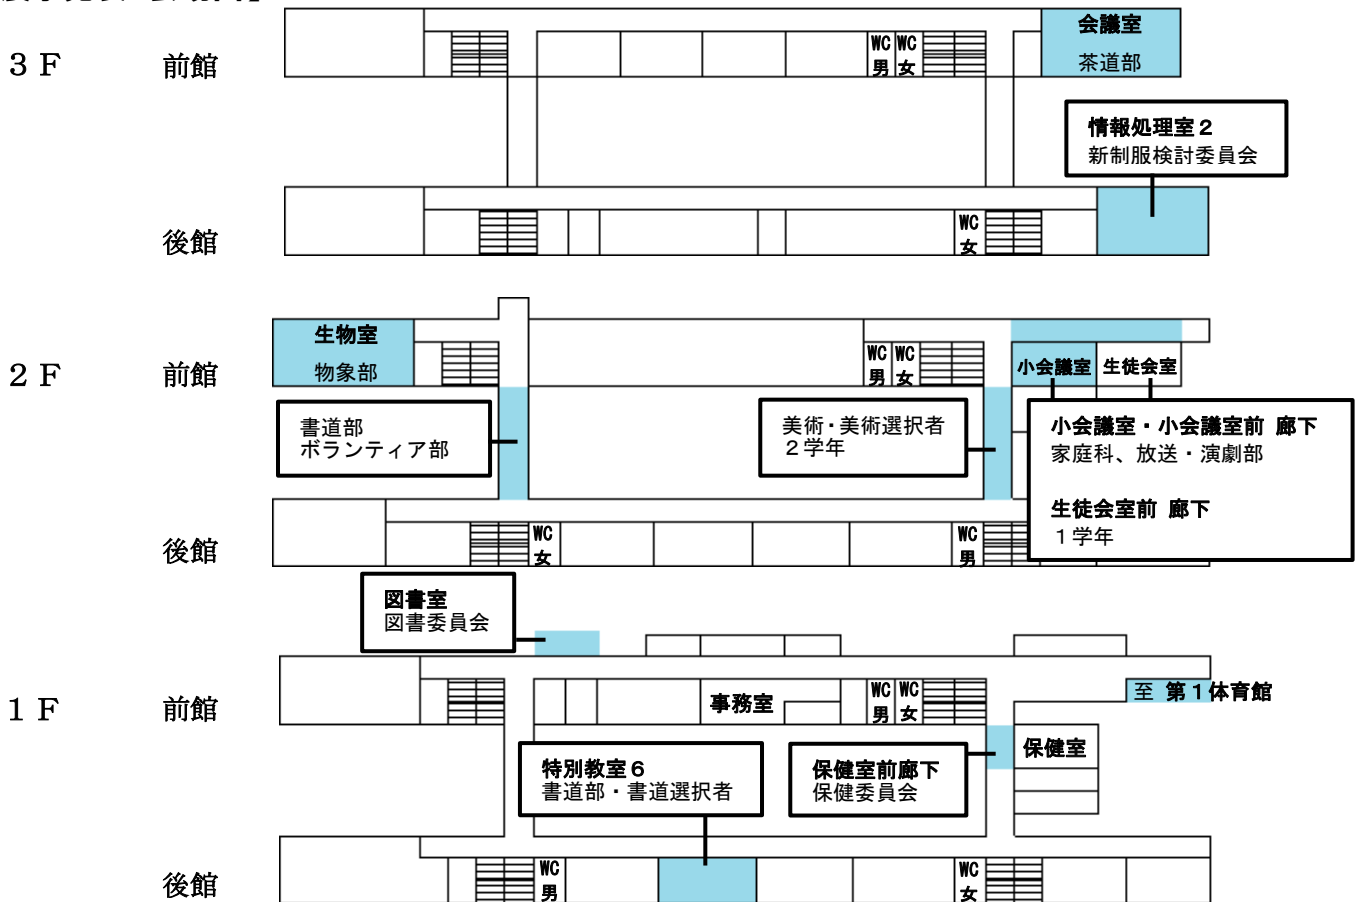 会議室
茶道部
3F 前館
WC WC
男 女
情報処理室2
新制服検討委員会
後館
WC
女
生物室
物象部
2F 前館
WC WC
男 女
小会議室 生徒会室
書道部
ボランティア部
美術・美術選択者
2学年
小会議室・小会議室前 廊下
家庭科、放送・演劇部
生徒会室前 廊下
1学年
後館
WC
女
WC
男
図書室
図書委員会
1F 前館
事務室
WC WC
男 女
至 第1体育館
保健室
特別教室6
書道部・書道選択者
保健室前廊下
保健委員会
後館
WC
男
WC
女